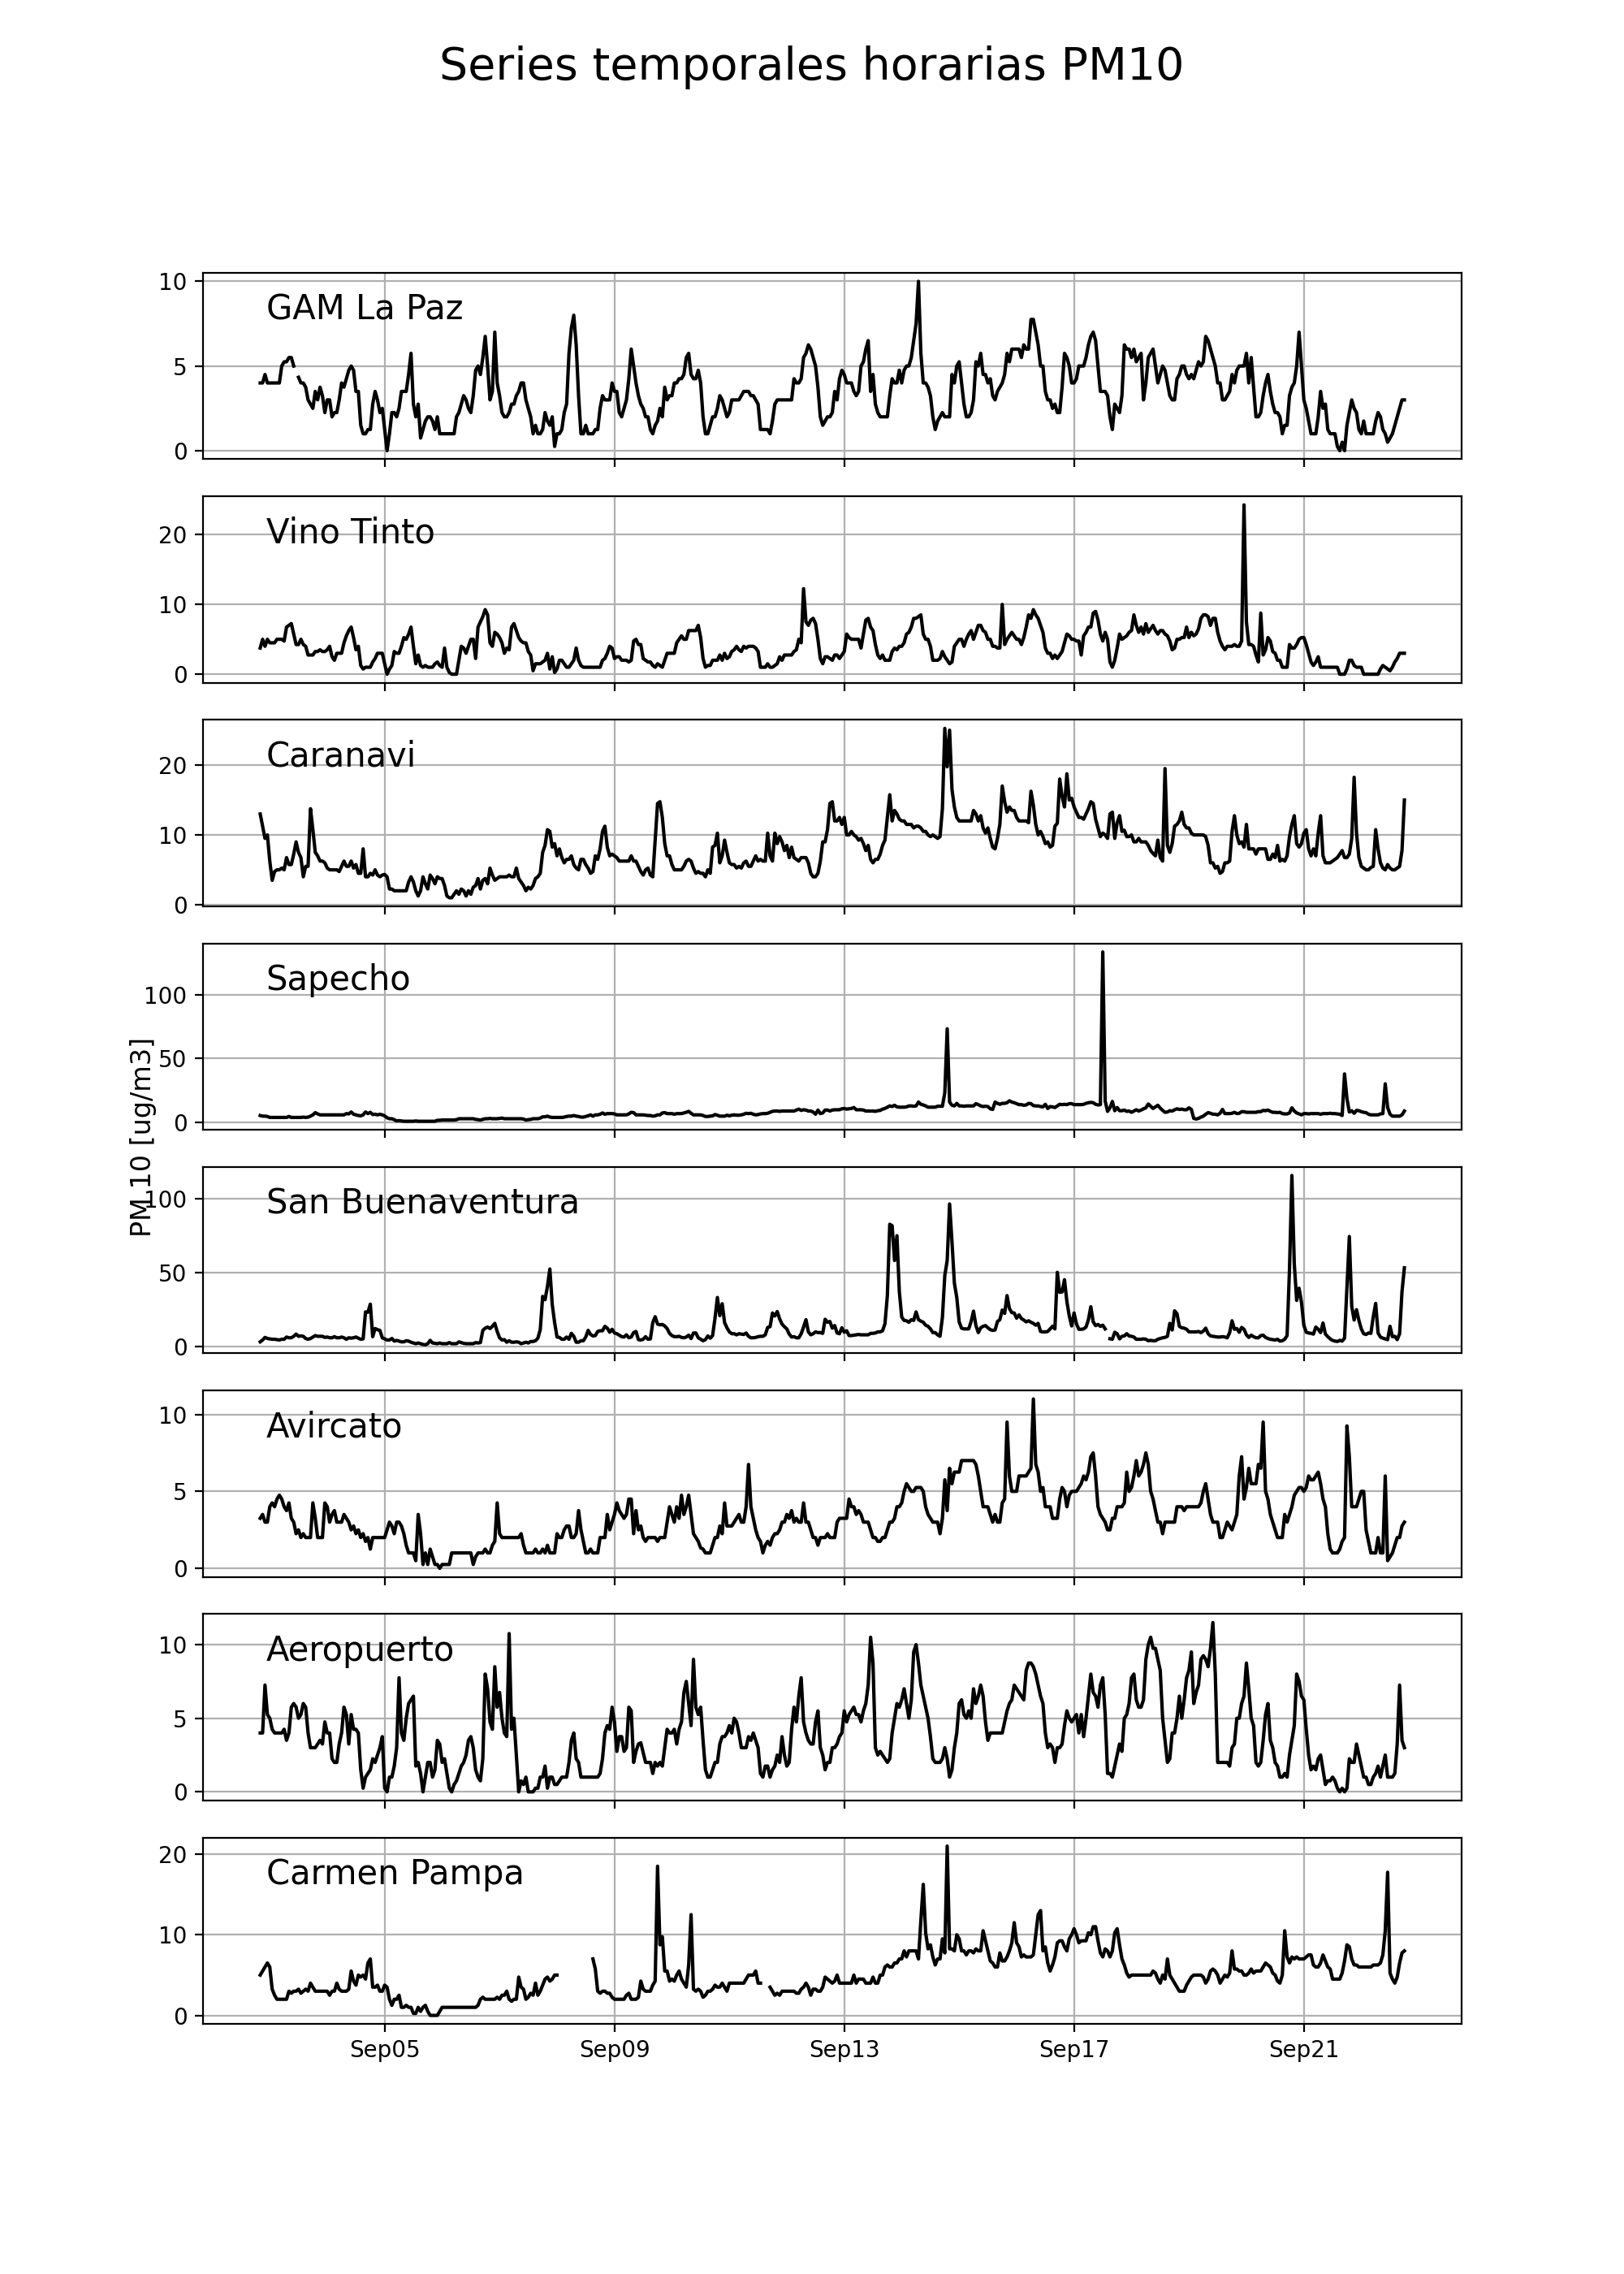 Series temporales horarias PM10
10
GAM La Paz
5
0
Vino Tinto
20
10
0
Caranavi
20
10
0
Sapecho
100
50
0
PM 10 [ug/m3]
San Buenaventura
100
50
0
Avircato
10
5
0
Aeropuerto
10
5
0
20
Carmen Pampa
10
0
Sep05 Sep09 Sep13 Sep17 Sep21